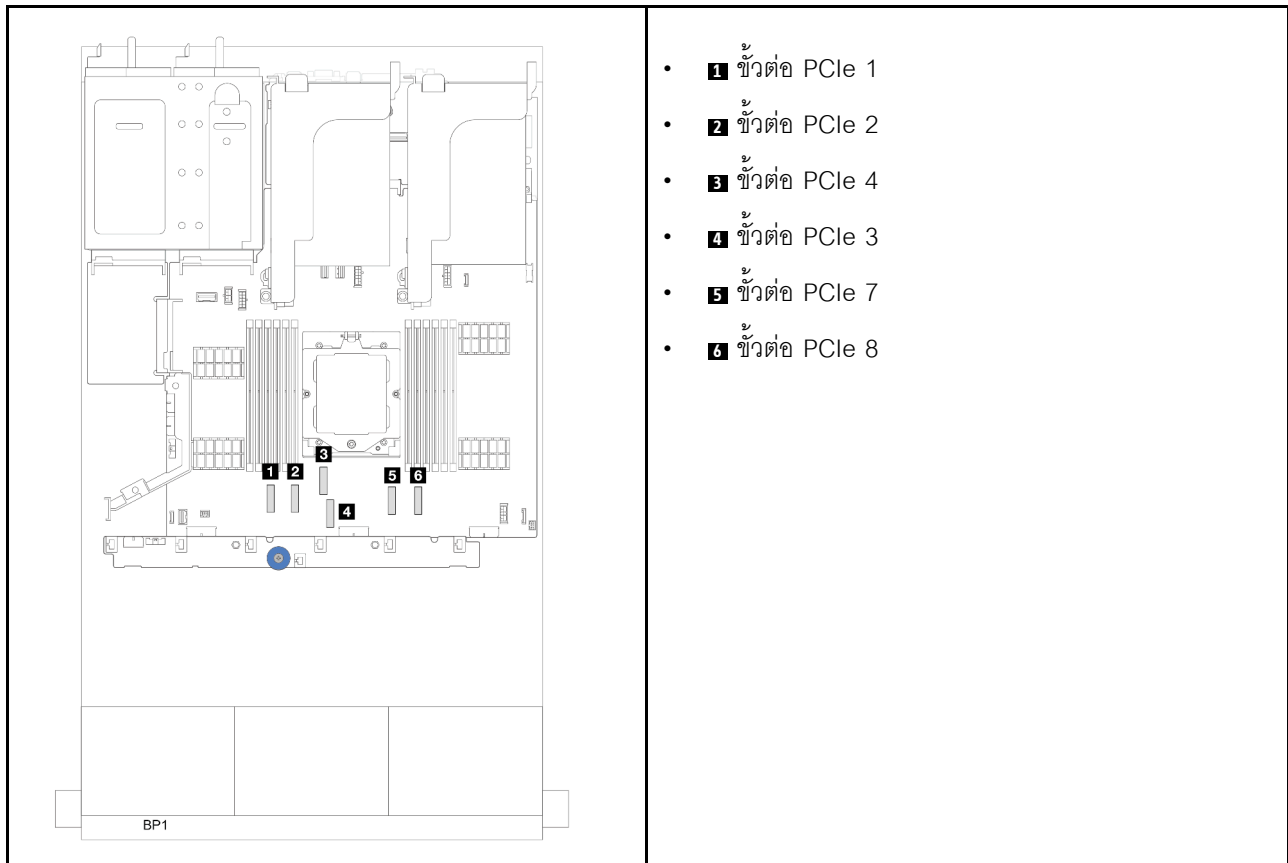 1 2 3 5 6
4
BP1
• 1 ขั้วต่อ PCIe 1
• 2 ขั้วต่อ PCIe 2
• 3 ขั้วต่อ PCIe 4
• 4 ขั้วต่อ PCIe 3
• 5 ขั้วต่อ PCIe 7
• 6 ขั้วต่อ PCIe 8